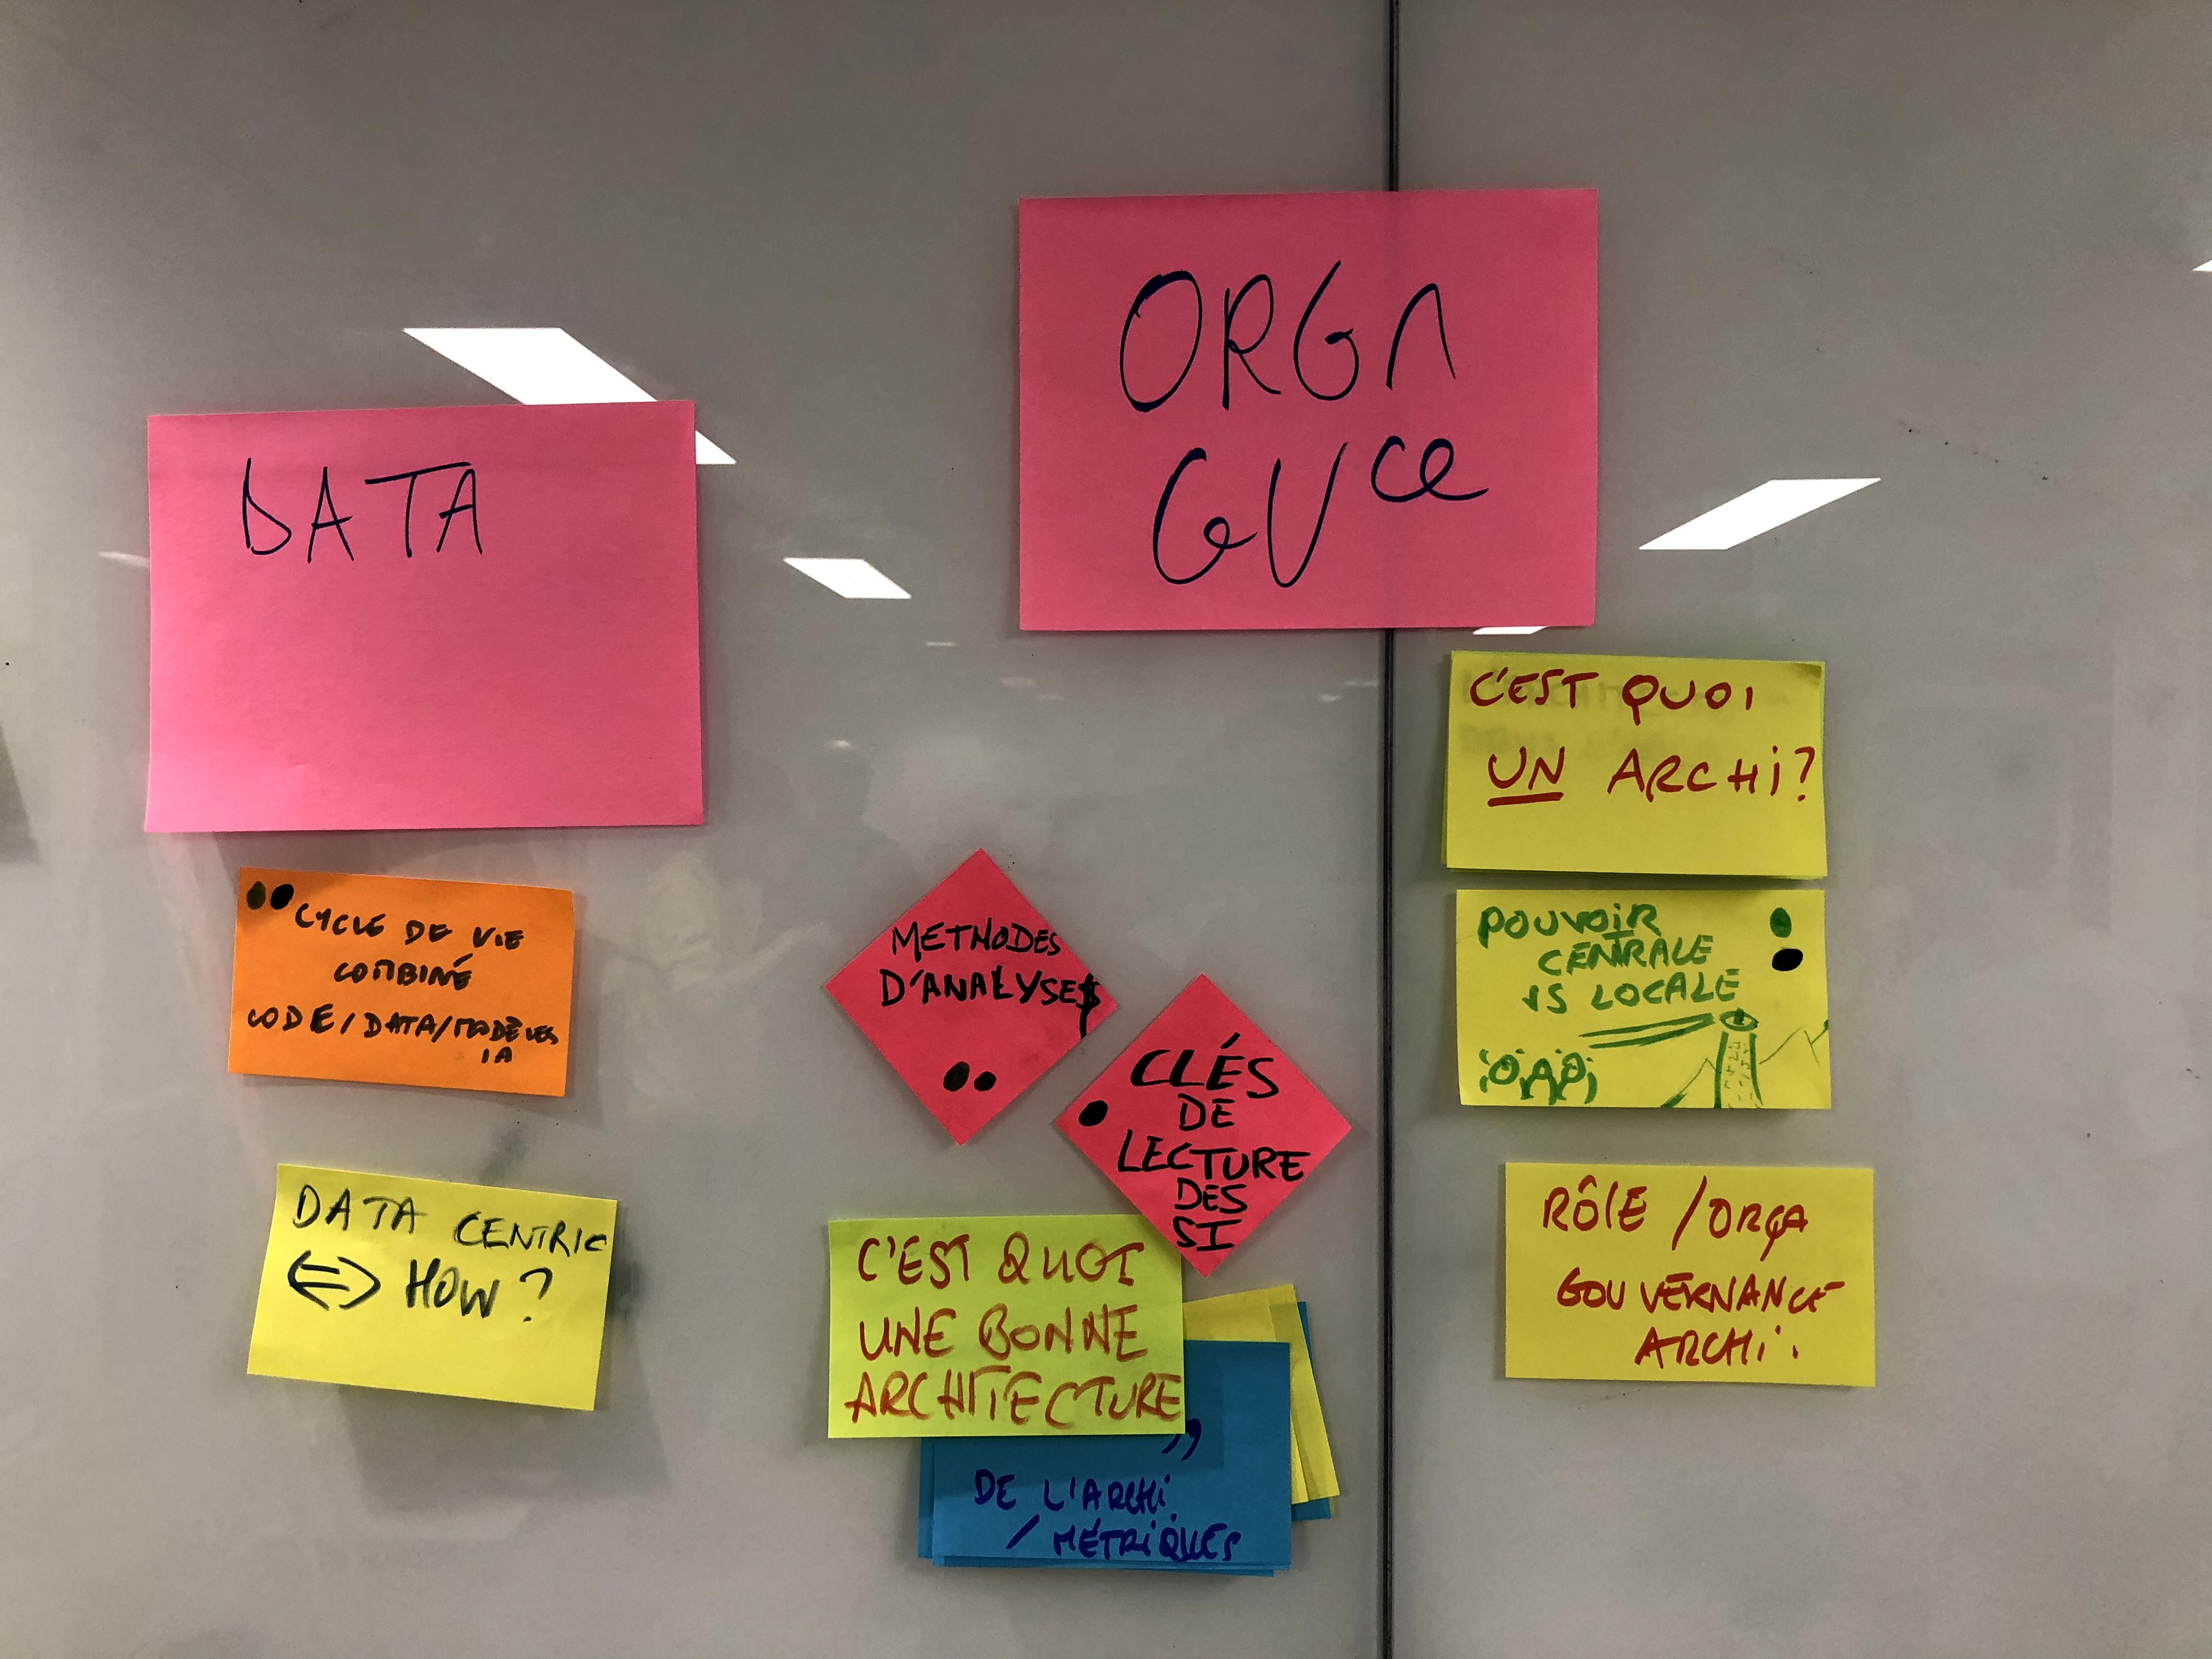 DATA
CYCLE DE VIE
COMBINÉ
CODE/DATA/MODÈLES
IA
DATA CENTRIC
<=> HOW ?
ORGA
GVce
METHODES
D'ANALYSES
CLÉS
DE
LECTURE
DES
SI
C'EST QUOI
UNE BONNE
ARCHITECTURE
DE L'ARCHI
/ MÉTRIQUES
C'EST QUOI
UN ARCHI?
POUVOIR
CENTRALE
VS LOCALE
RÔLE / ORGA
GOUVERNANCE
ARCHI.